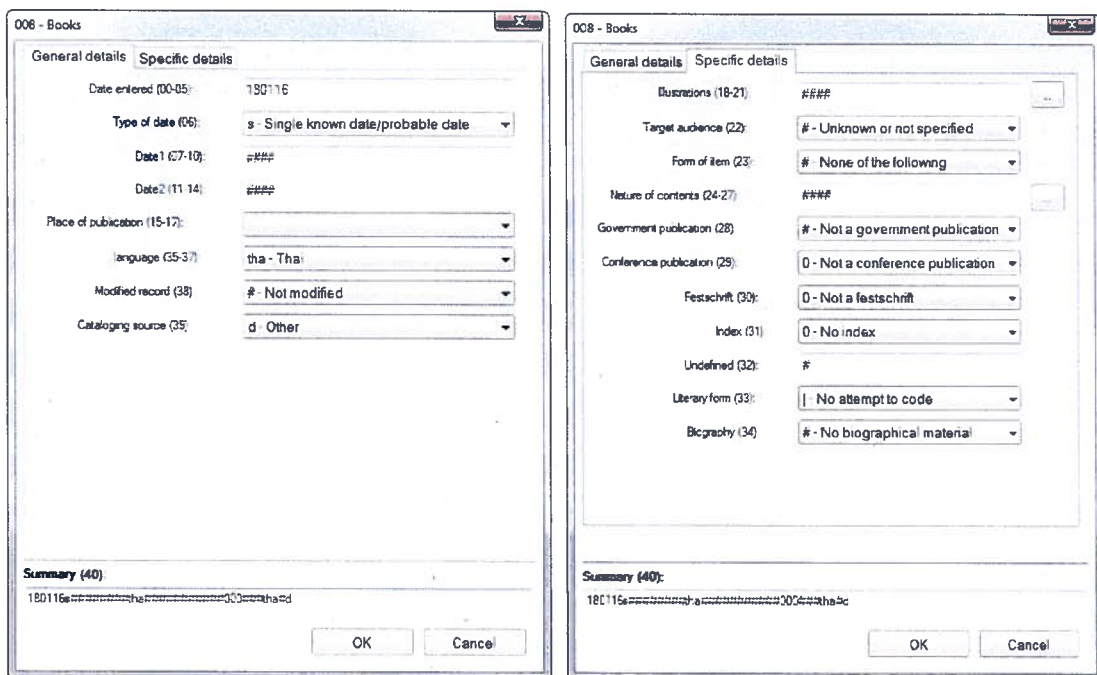 008 - Books
General details Specific details
Date entered (00-05): 180116
Type of date (06): s - Single known date/probable date
Date1 (07-10): ####
Date2 (11-14): ####
Place of publication (15-17):
language (35-37) tha - Thai
Modified record (38) # - Not modified
Cataloging source (35) d - Other
Summary (40)
OK Cancel
008 - Books
General details Specific details
Illustrations (18-21) #### ...
Target audience (22): # - Unknown or not specified
Form of item (23) # - None of the following
Nature of contents (24-27) #### ...
Government publication (28) # - Not a government publication
Conference publication (29): 0 - Not a conference publication
Festschrift (30): 0 - Not a festschrift
Index (31) 0 - No index
Undefined (32): #
Literary form (33): | - No attempt to code
Biography (34) # - No biographical material
Summary (40):
OK Cancel